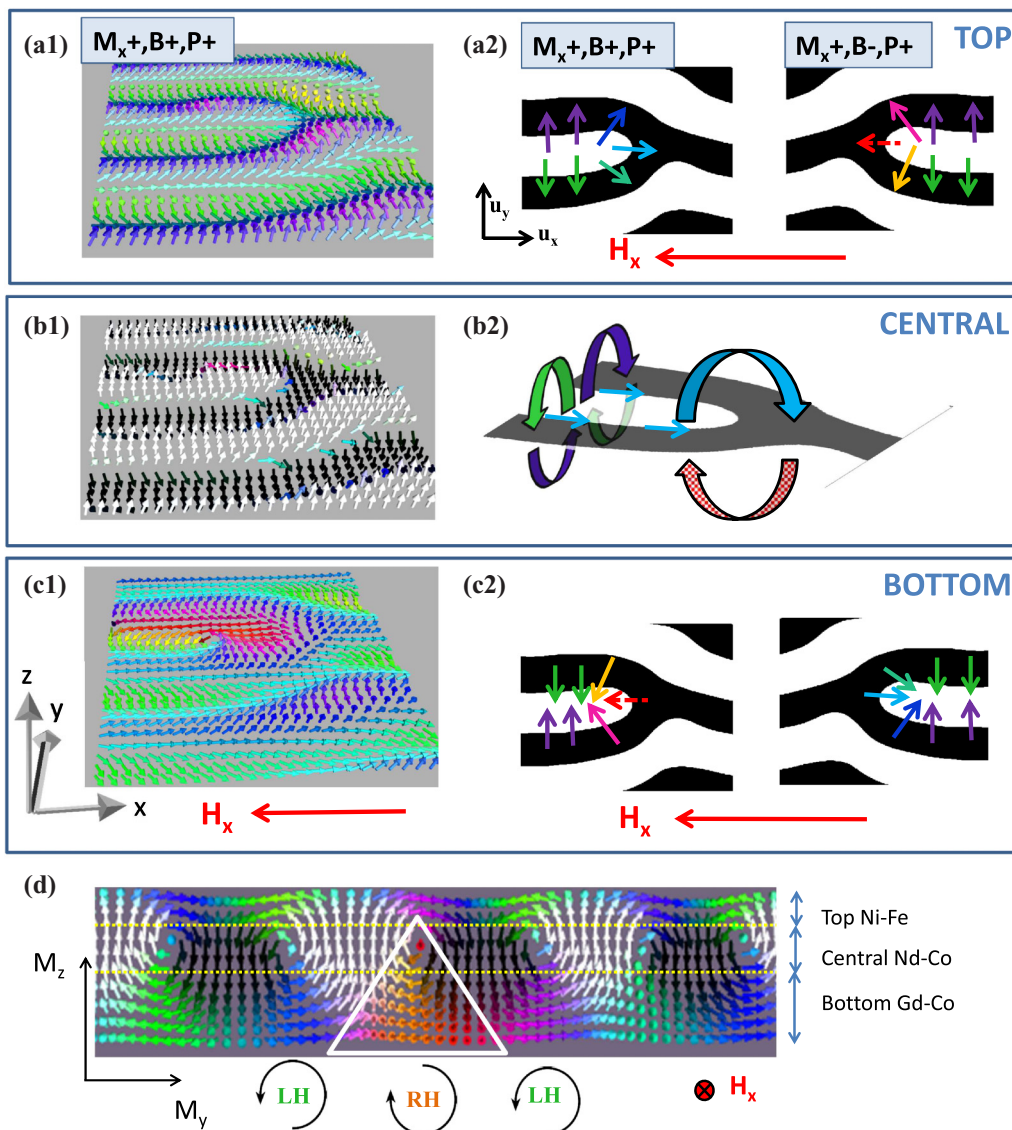 (a1)
Mx+,B+,P+
(a2)
Mx+,B+,P+
Mx+,B-,P+
TOP
uy
ux
Hx
(b1)
(b2)
CENTRAL
(c1)
(c2)
BOTTOM
z
y
x
Hx
Hx
(d)
Top Ni-Fe
Central Nd-Co
Bottom Gd-Co
Mz
My
LH
RH
LH
Hx